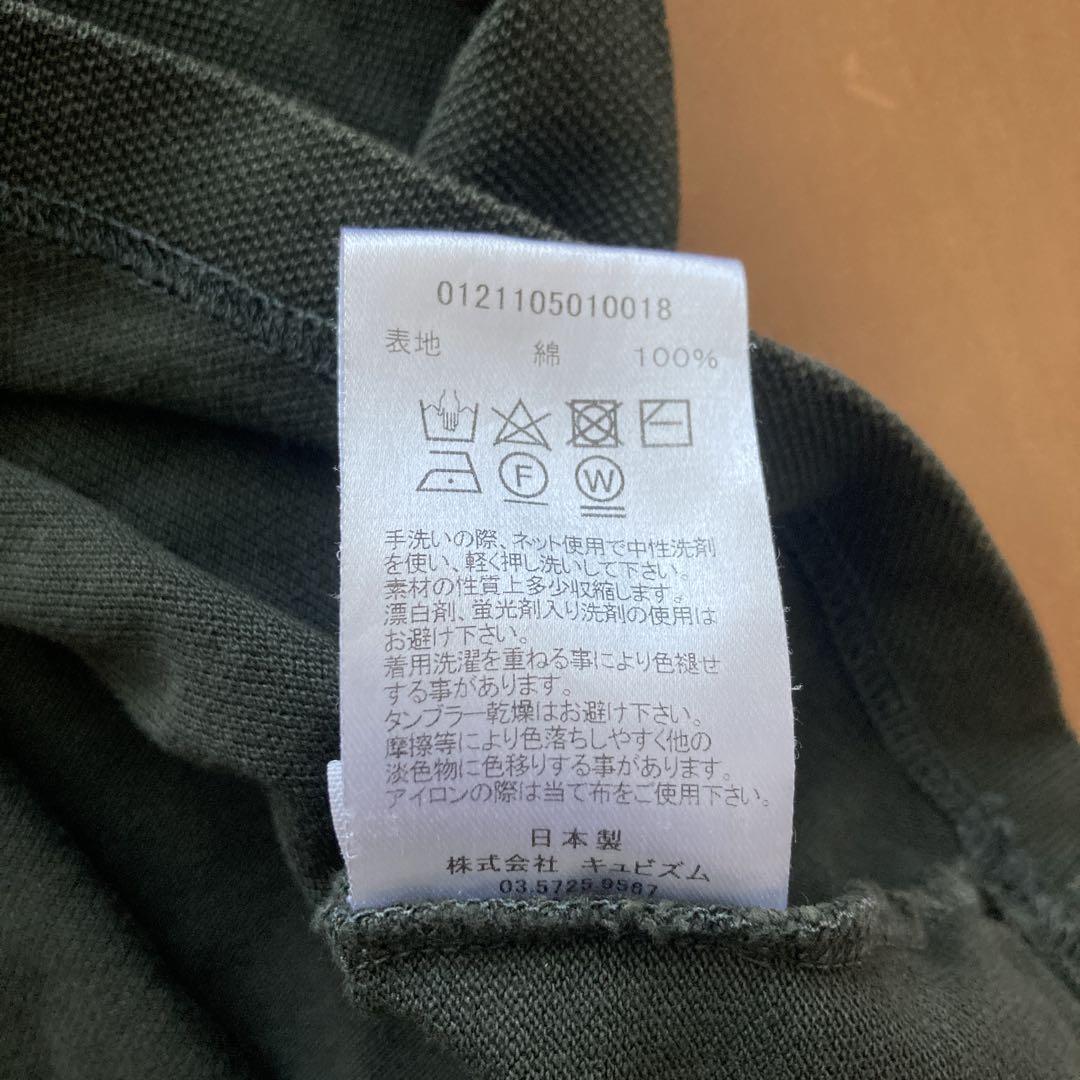 0121105010018
表地 綿 100%
F W
手洗いの際、ネット使用で中性洗剤
を使い、軽く押し洗いして下さい。
素材の性質上多少収縮します。
漂白剤、蛍光剤入り洗剤の使用は
お避け下さい。
着用洗濯を重ねる事により色褪せ
する事があります。
タンブラー乾燥はお避け下さい。
摩擦等により色落ちしやすく他の
淡色物に色移りする事があります。
アイロンの際は当て布をご使用下さい。
日本製
株式会社 キュビズム
03.5725.9587